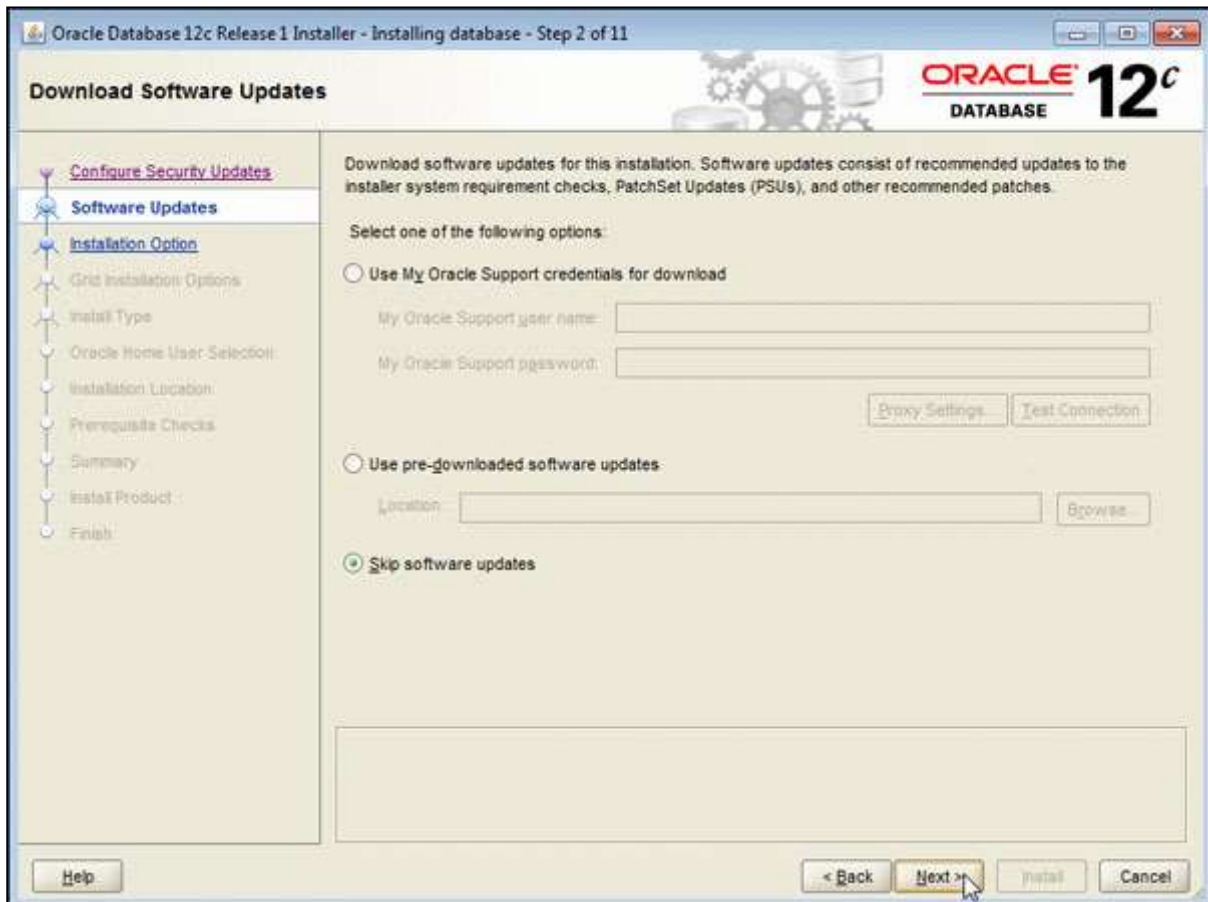 Oracle Database 12c Release 1 Installer - Installing database - Step 2 of 11
Download Software Updates
ORACLE
DATABASE
12c
Configure Security Updates
Software Updates
Installation Option
Grid Installation Options
Install Type
Oracle Home User Selection
Installation Location
Prerequisite Checks
Summary
Install Product
Finish
Download software updates for this installation. Software updates consist of recommended updates to the
installer system requirement checks, PatchSet Updates (PSUs), and other recommended patches.
Select one of the following options:
Use My Oracle Support credentials for download
My Oracle Support user name:
My Oracle Support password:
Proxy Settings...
Test Connection
Use pre-downloaded software updates
Location:
Browse...
Skip software updates
Help
< Back
Next >
Install
Cancel